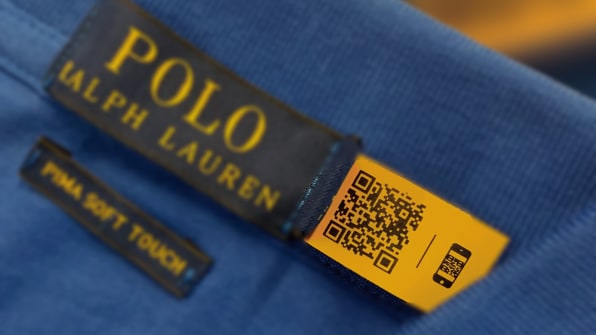 POLO
RALPH LAUREN
PIMA SOFT TOUCH